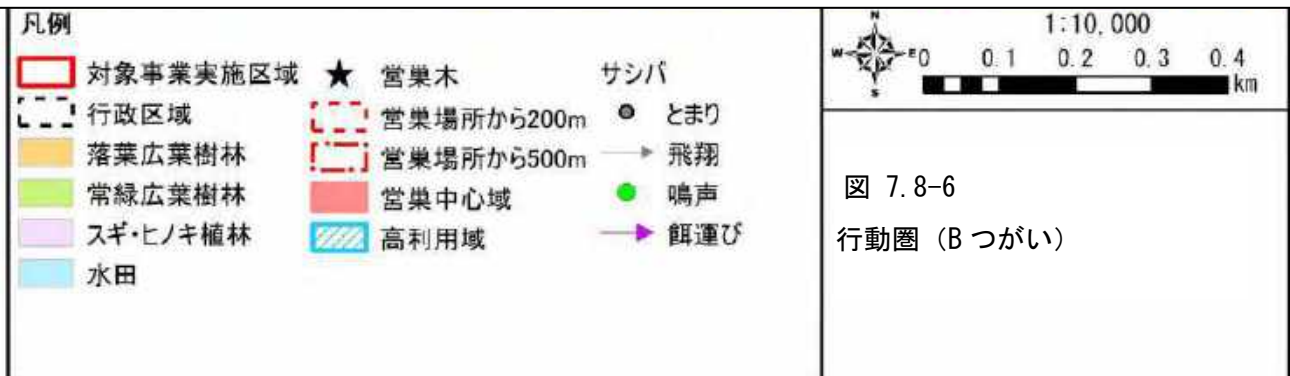 凡例
対象事業実施区域
行政区域
落葉広葉樹林
常緑広葉樹林
スギ・ヒノキ植林
水田
営巣木
営巣場所から200m
営巣場所から500m
営巣中心域
高利用域
サシバ
とまり
飛翔
鳴声
餌運び
N
W E
S
1:10,000
0 0.1 0.2 0.3 0.4
km
図 7.8-6
行動圏 (B つがい)